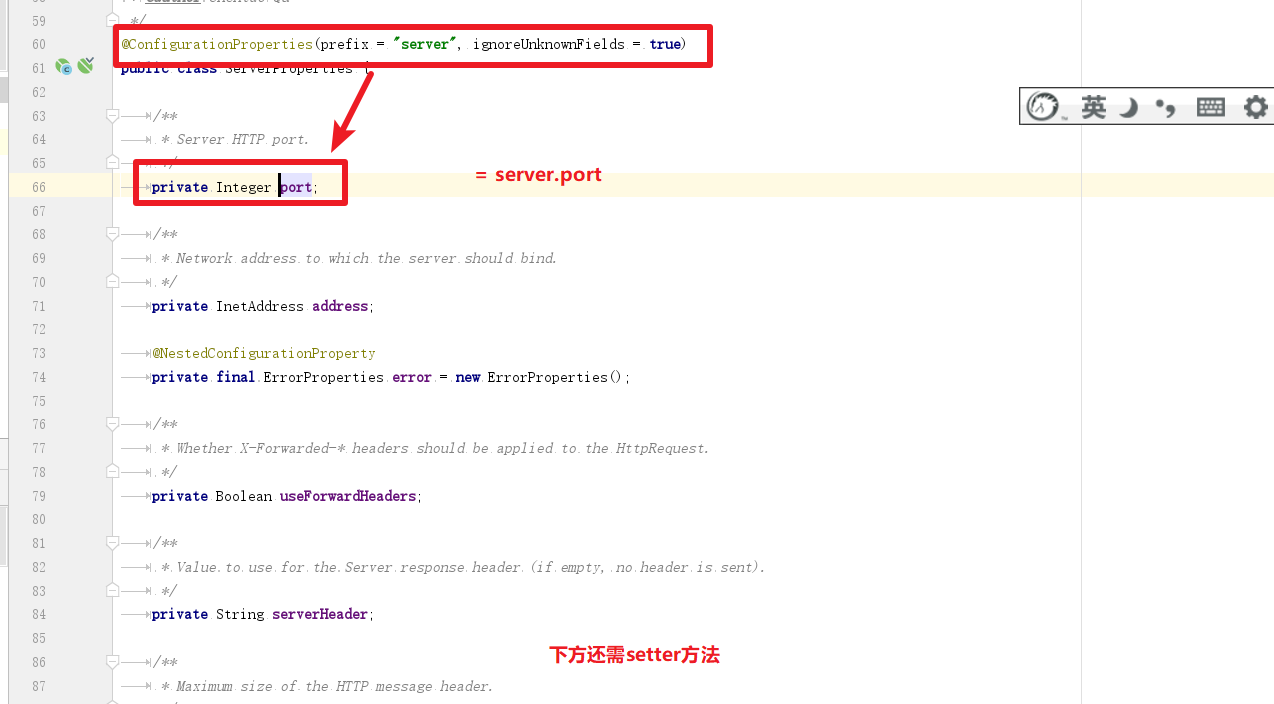 59 */
60 @ConfigurationProperties(prefix = "server", ignoreUnknownFields = true)
61 public class ServerProperties {
62
63 /**
英
64 * Server HTTP port.
65 */
66 private Integer port;
= server.port
67
68 /**
69 * Network address to which the server should bind.
70 */
71 private InetAddress address;
72
73 @NestedConfigurationProperty
74 private final ErrorProperties error = new ErrorProperties();
75
76 /**
77 * Whether X-Forwarded-* headers should be applied to the HttpRequest.
78 */
79 private Boolean useForwardHeaders;
80
81 /**
82 * Value to use for the Server response header (if empty, no header is sent).
83 */
84 private String serverHeader;
85
下方还需setter方法
86 /**
87 * Maximum size of the HTTP message header.